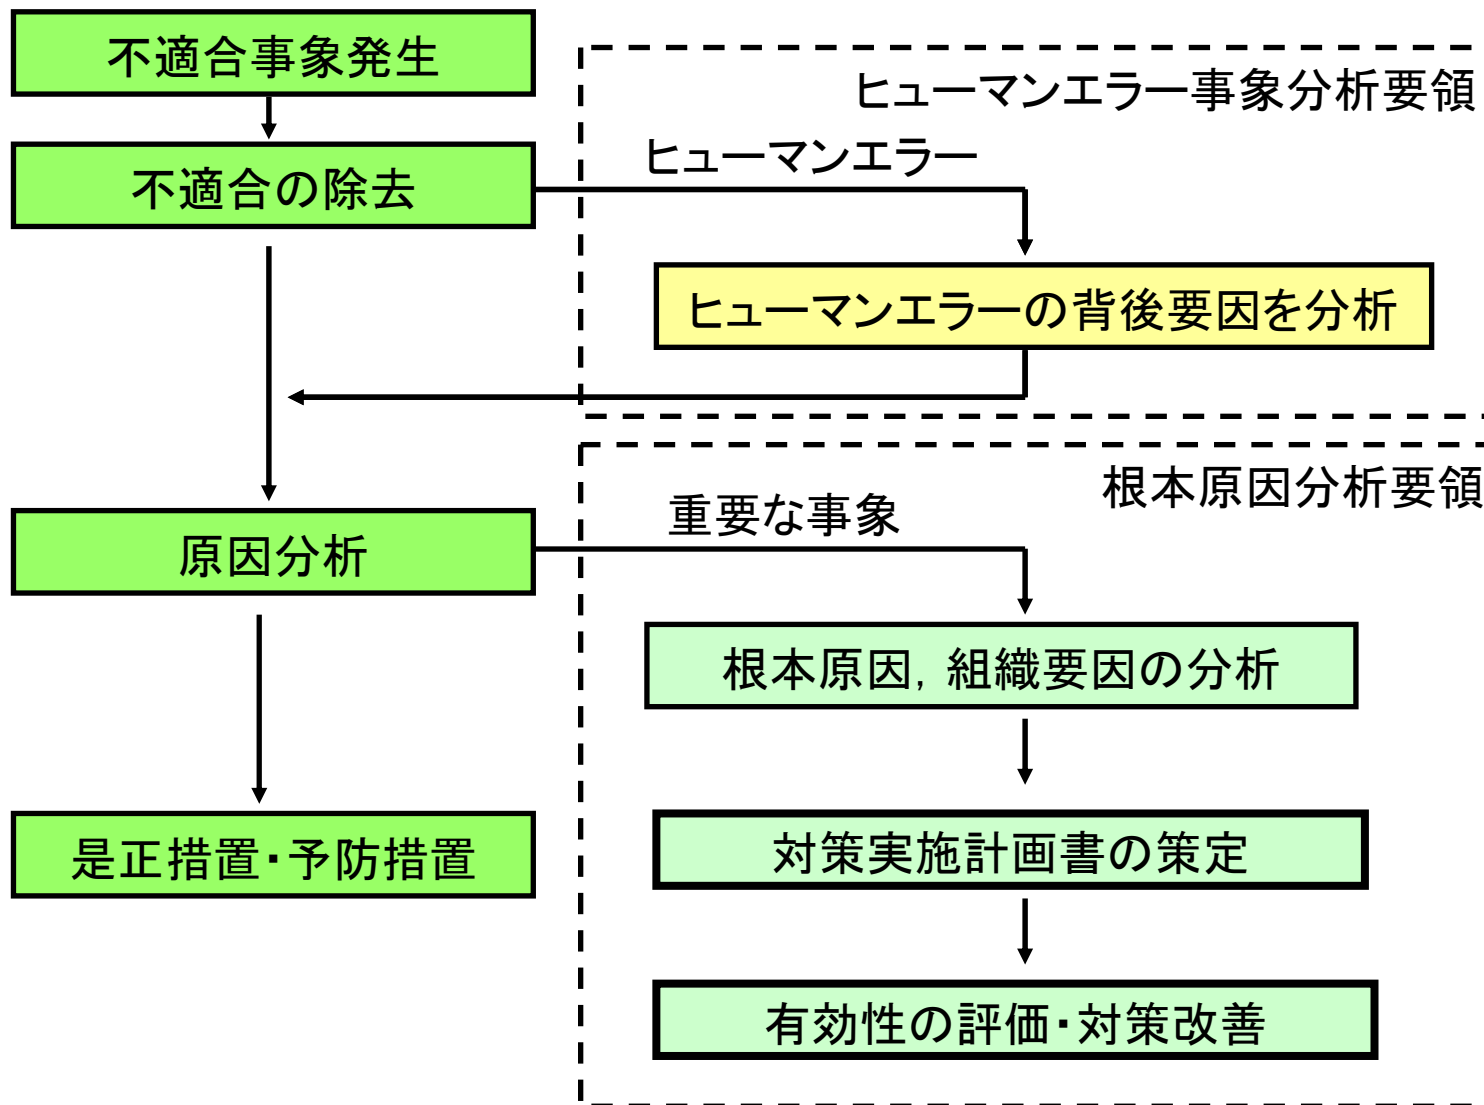 不適合事象発生
ヒューマンエラー事象分析要領
ヒューマンエラー
不適合の除去
ヒューマンエラーの背後要因を分析
根本原因分析要領
重要な事象
原因分析
根本原因，組織要因の分析
対策実施計画書の策定
是正措置・予防措置
有効性の評価・対策改善